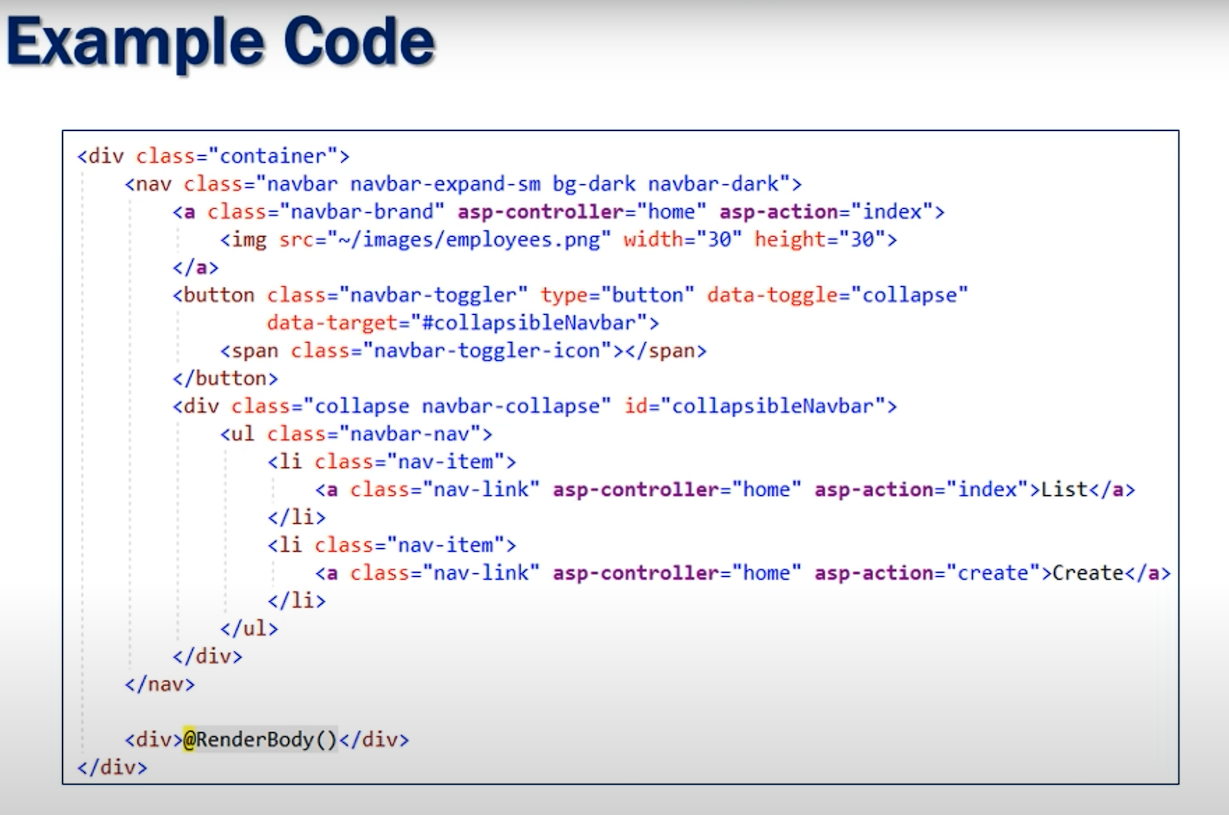 Example Code
<div class="container">
<nav class="navbar navbar-expand-sm bg-dark navbar-dark">
<a class="navbar-brand" asp-controller="home" asp-action="index">
<img src="~/images/employees.png" width="30" height="30">
</a>
<button class="navbar-toggler" type="button" data-toggle="collapse"
data-target="#collapsibleNavbar">
<span class="navbar-toggler-icon"></span>
</button>
<div class="collapse navbar-collapse" id="collapsibleNavbar">
<ul class="navbar-nav">
<li class="nav-item">
<a class="nav-link" asp-controller="home" asp-action="index">List</a>
</li>
<li class="nav-item">
<a class="nav-link" asp-controller="home" asp-action="create">Create</a>
</li>
</ul>
</div>
</nav>
<div>@RenderBody()</div>
</div>